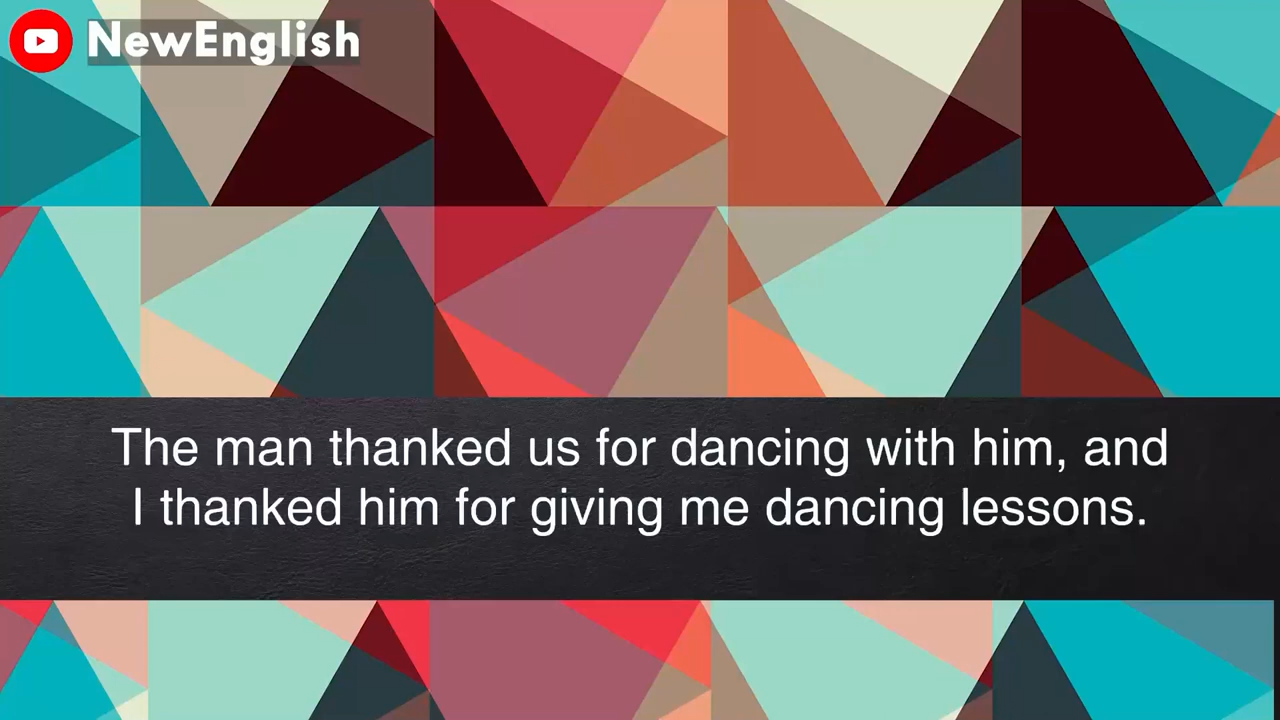 NewEnglish
The man thanked us for dancing with him, and
I thanked him for giving me dancing lessons.